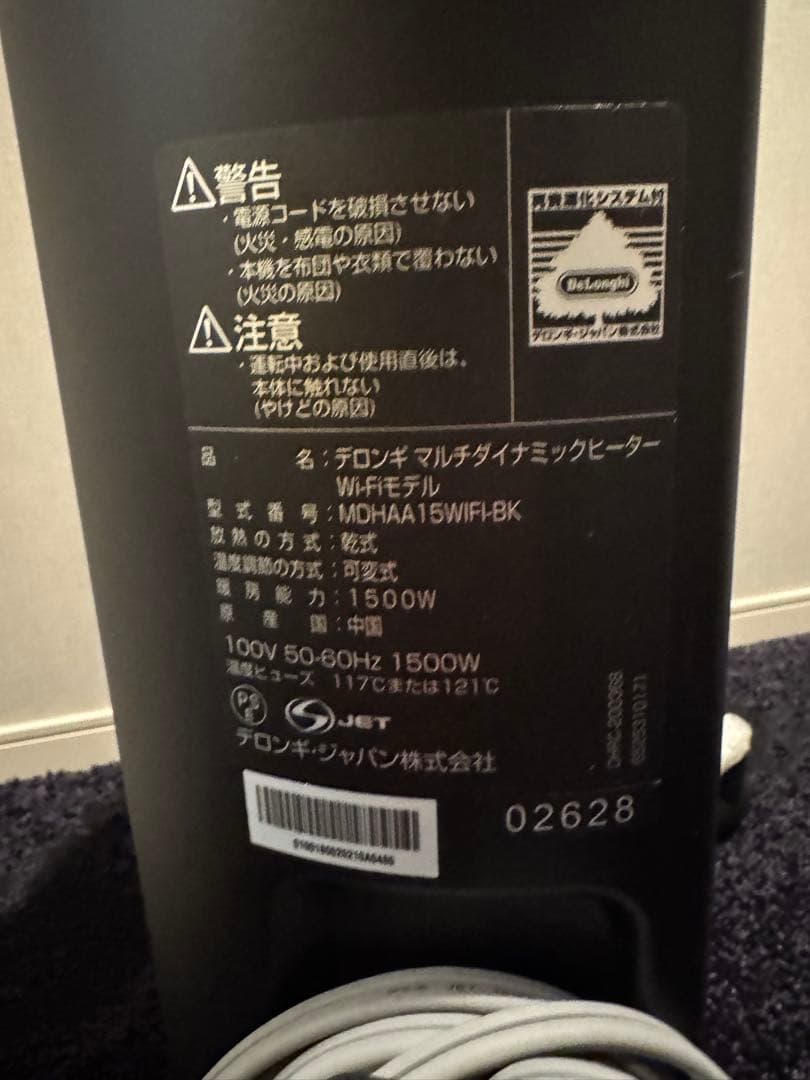 警告
・電源コードを破損させない
(火災・感電の原因)
・本機を布団や衣類で覆わない
(火災の原因)
注意
・運転中および使用直後は、
本体に触れない
(やけどの原因)
DeLonghi
デロンギ・ジャパン株式会社
品名:デロンギ マルチダイナミックヒーター
Wi-Fiモデル
型式番号:MDHAA15WIFI-BK
放熱の方式:乾式
温度調節の方式:可変式
暖房能力:1500W
原産国:中国
100V 50-60Hz 1500W
温度ヒューズ 117℃または121℃
PS
E
JET
デロンギ・ジャパン株式会社
02628